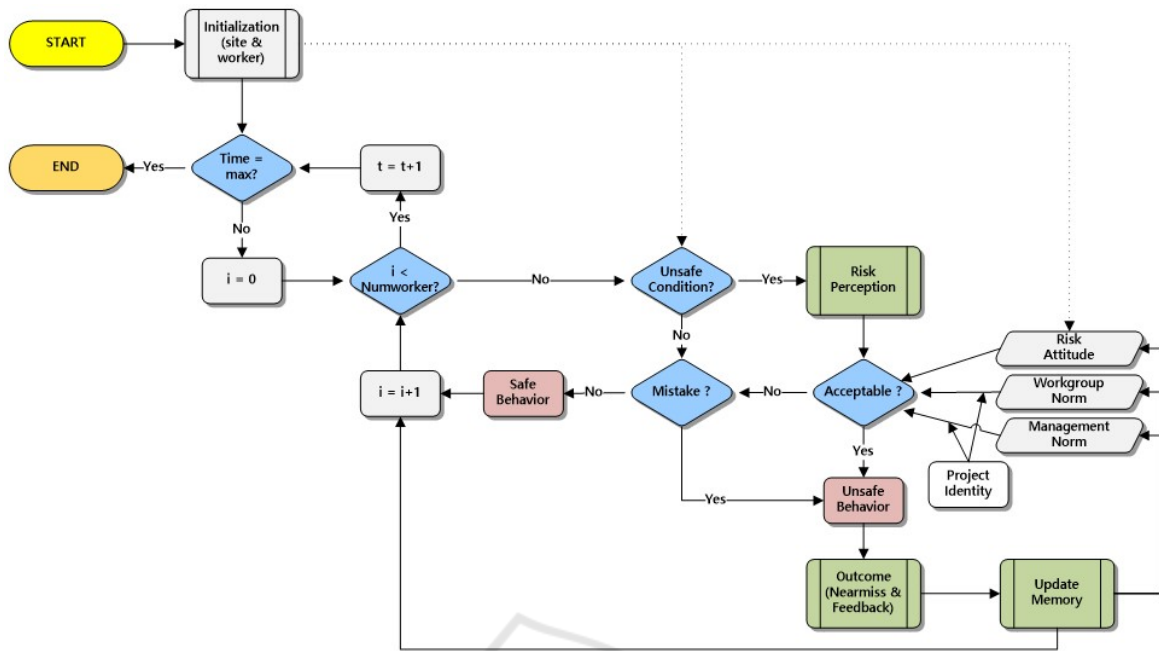 START
Initialization
(site &
worker)
END
Yes
Time =
max?
t = t+1
No
Yes
i = 0
i <
Numworker?
No
Unsafe
Condition?
Yes
Risk
Perception
No
Risk
Attitude
i = i+1
Safe
Behavior
No
Mistake ?
No
Acceptable ?
Workgroup
Norm
Management
Norm
Yes
Project
Identity
Yes
Unsafe
Behavior
Outcome
(Nearmiss &
Feedback)
Update
Memory